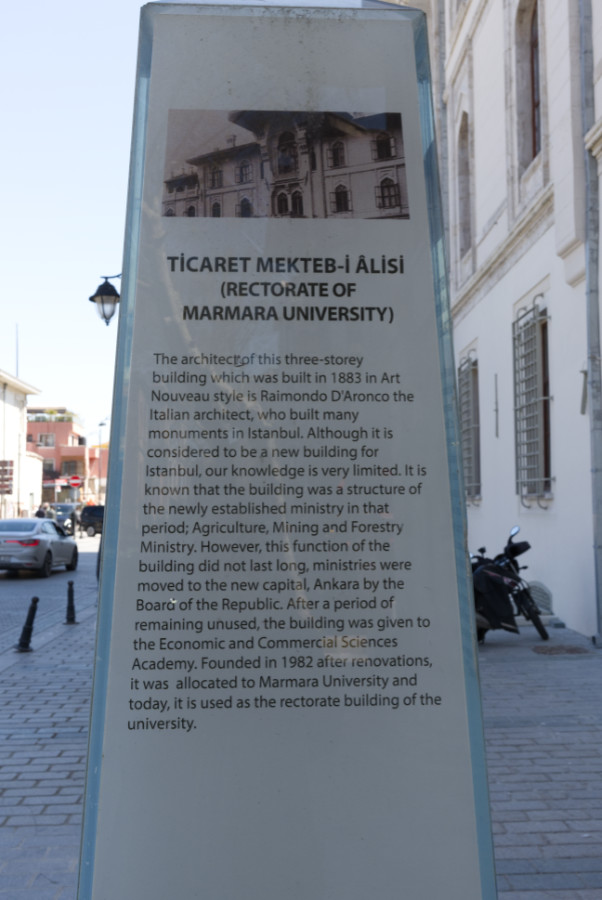 TİCARET MEKTEB-İ ÂLİSİ
(RECTORATE OF
MARMARA UNIVERSITY)
The architect of this three-storey
building which was built in 1883 in Art
Nouveau style is Raimondo D'Aronco the
Italian architect, who built many
monuments in Istanbul. Although it is
considered to be a new building for
Istanbul, our knowledge is very limited. It is
known that the building was a structure of
the newly established ministry in that
period; Agriculture, Mining and Forestry
Ministry. However, this function of the
building did not last long, ministries were
moved to the new capital, Ankara by the
Board of the Republic. After a period of
remaining unused, the building was given to
the Economic and Commercial Sciences
Academy. Founded in 1982 after renovations,
it was allocated to Marmara University and
today, it is used as the rectorate building of the
university.